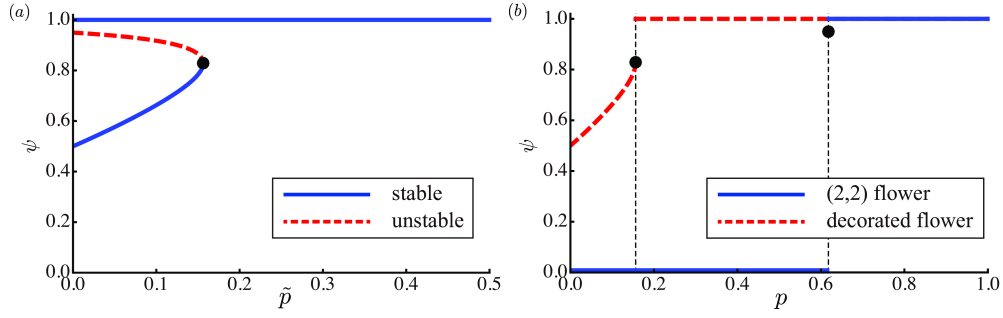 (a)
1.0
0.8
0.6
0.4
0.2
0.0
ψ
0.0 0.1 0.2 0.3 0.4 0.5
p̃
stable
unstable
(b)
1.0
0.8
0.6
0.4
0.2
0.0
ψ
0.0 0.2 0.4 0.6 0.8 1.0
p
(2,2) flower
decorated flower